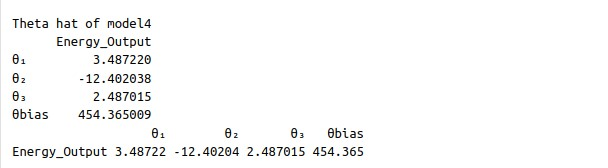 Theta hat of model4
Energy_Output
θ₁ 3.487220
θ₂ -12.402038
θ₃ 2.487015
θbias 454.365009
θ₁ θ₂ θ₃ θbias
Energy_Output 3.48722 -12.40204 2.487015 454.365